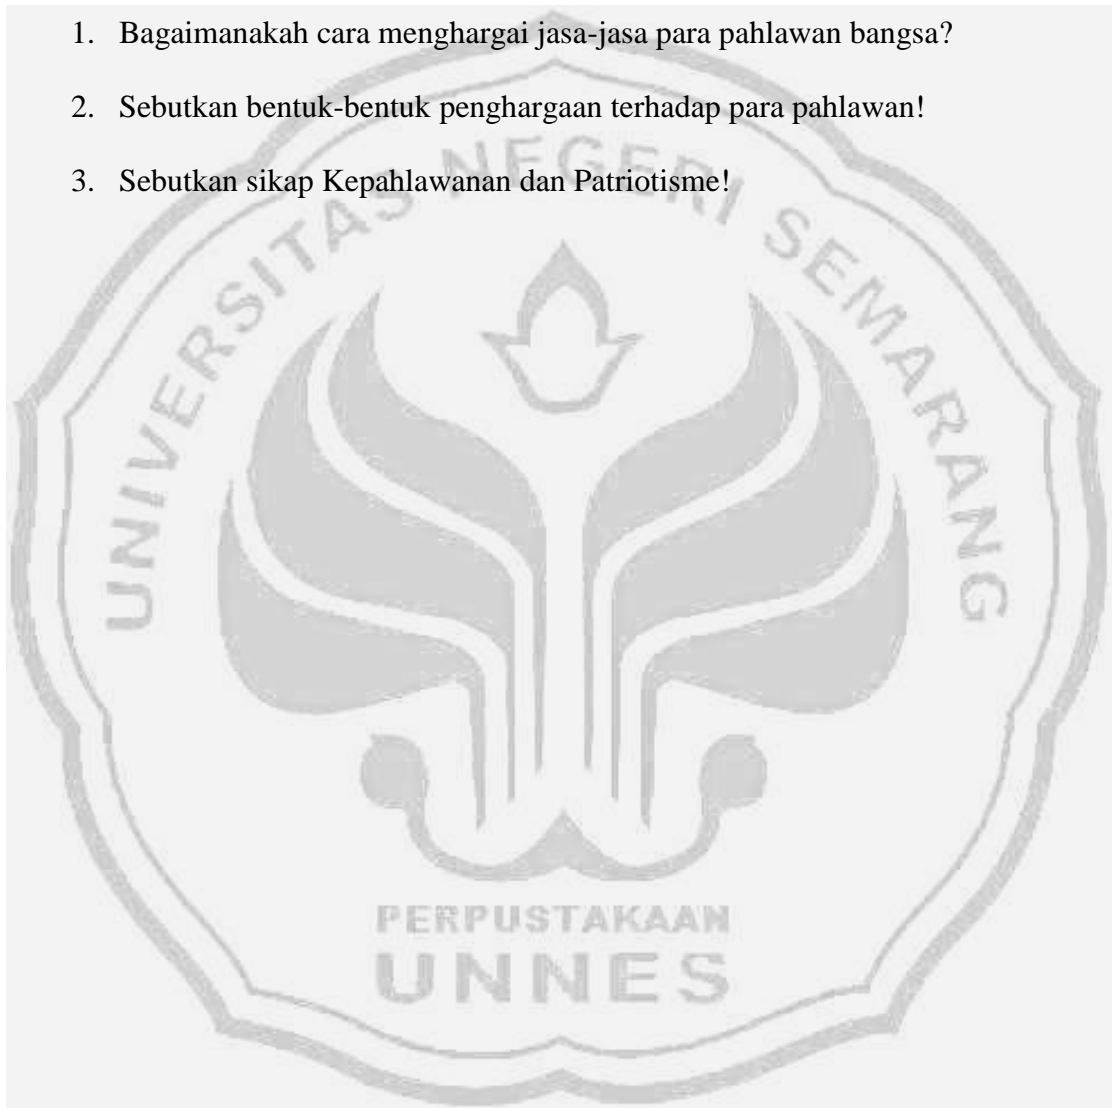 1. Bagaimanakah cara menghargai jasa-jasa para pahlawan bangsa?
2. Sebutkan bentuk-bentuk penghargaan terhadap para pahlawan!
3. Sebutkan sikap Kepahlawanan dan Patriotisme!
UNIVERSITAS NEGERI SEMARANG
PERPUSTAKAAN
UNNES